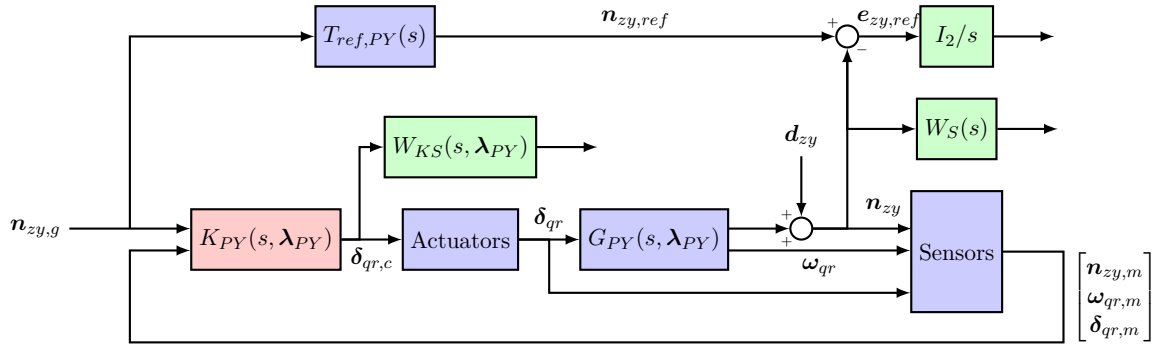 n_{zy,ref}
e_{zy,ref}
T_{ref,PY}(s)
+
−
I_2/s
W_S(s)
W_{KS}(s, λ_{PY})
d_{zy}
n_{zy,g}
K_{PY}(s, λ_{PY})
δ_{qr,c}
Actuators
δ_{qr}
G_{PY}(s, λ_{PY})
+
+
n_{zy}
ω_{qr}
Sensors
n_{zy,m}
ω_{qr,m}
δ_{qr,m}